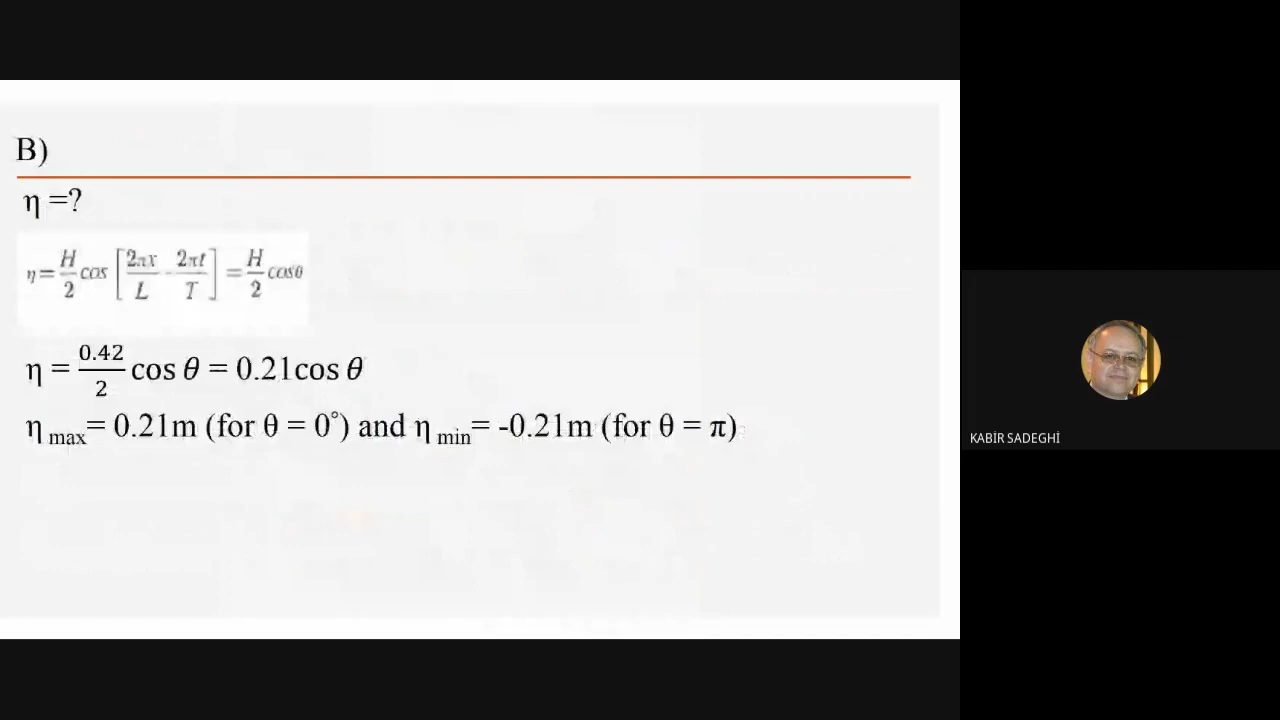 B)
η =?
η = H/2 cos [2πx/L - 2πt/T] = H/2 cosθ
η = 0.42/2 cos θ = 0.21cos θ
η max= 0.21m (for θ = 0°) and η min= -0.21m (for θ = π)
KABİR SADEGHİ